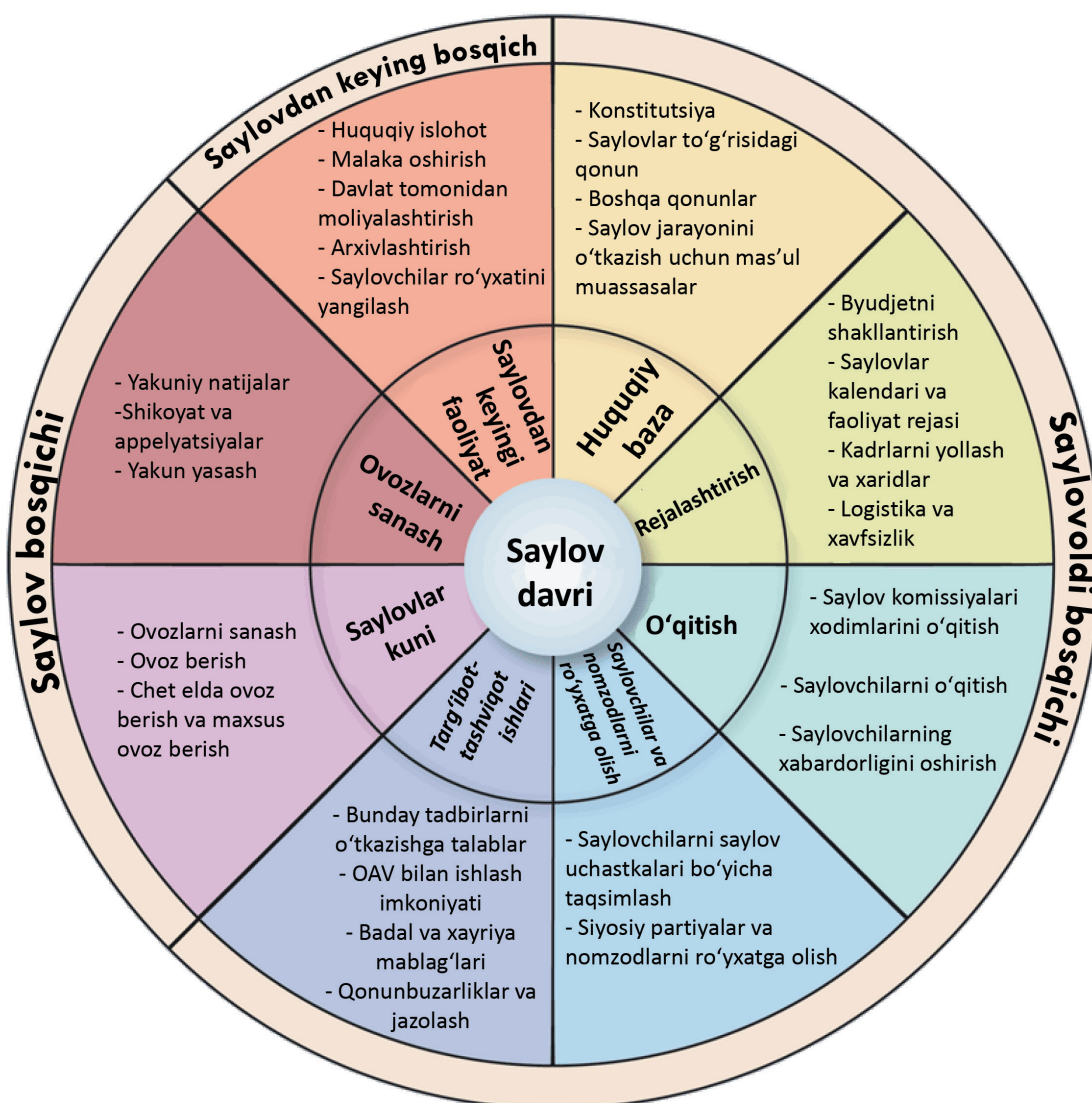 Saylov
davri
Saylovoldi bosqichi
Huquqiy
baza
- Konstitutsiya
- Saylovlar to‘g‘risidagi
qonun
- Boshqa qonunlar
- Saylov jarayonini
o‘tkazish uchun mas’ul
muassasalar
Rejalashtirish
- Byudjetni
shakllantirish
- Saylovlar
kalendari va
faoliyat rejasi
- Kadrlarni yollash
va xaridlar
- Logistika va
xavfsizlik
O‘qitish
- Saylov komissiyalari
xodimlarini o‘qitish
- Saylovchilarni o‘qitish
- Saylovchilarning
xabardorligini oshirish
Saylovchilar va
nomzodlarni
ro‘yxatga olish
- Saylovchilarni saylov
uchastkalari bo‘yicha
taqsimlash
- Siyosiy partiyalar va
nomzodlarni ro‘yxatga olish
Targ‘ibot-
tashviqot
ishlari
- Bunday tadbirlarni
o‘tkazishga talablar
- OAV bilan ishlash
imkoniyati
- Badal va xayriya
mablag‘lari
- Qonunbuzarliklar va
jazolash
Saylov bosqichi
Saylovlar
kuni
- Ovozlarni sanash
- Ovoz berish
- Chet elda ovoz
berish va maxsus
ovoz berish
Ovozlarni
sanash
- Yakuniy natijalar
-Shikoyat va
appelyatsiyalar
- Yakun yasash
Saylovdan keying bosqich
Saylovdan
keyingi
faoliyat
- Huquqiy islohot
- Malaka oshirish
- Davlat tomonidan
moliyalashtirish
- Arxivlashtirish
- Saylovchilar ro‘yxatini
yangilash